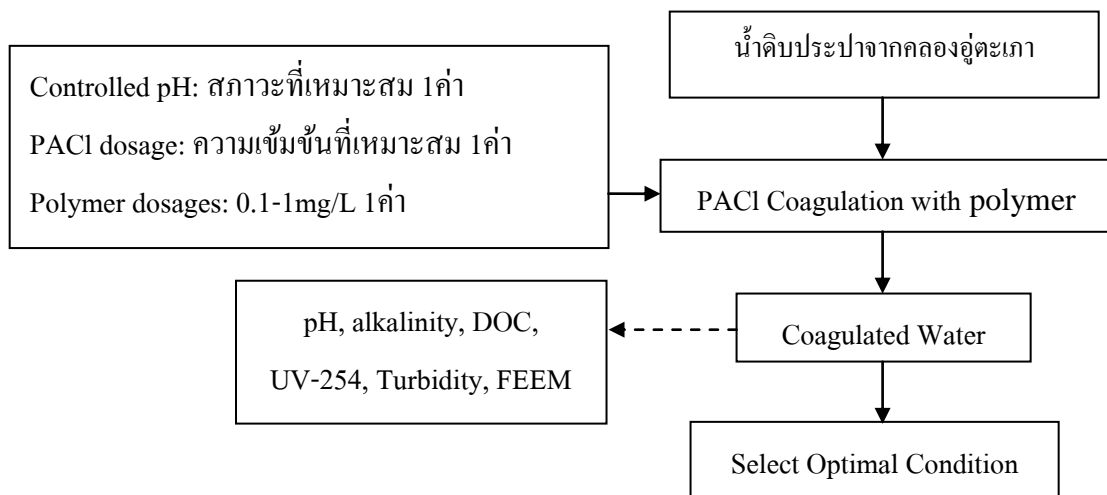 น้ำดิบประปาจากคลองอู่ตะเภา
Controlled pH: สภาวะที่เหมาะสม 1ค่า
PACl dosage: ความเข้มข้นที่เหมาะสม 1ค่า
Polymer dosages: 0.1-1mg/L 1ค่า
PACl Coagulation with polymer
pH, alkalinity, DOC,
UV-254, Turbidity, FEEM
Coagulated Water
Select Optimal Condition